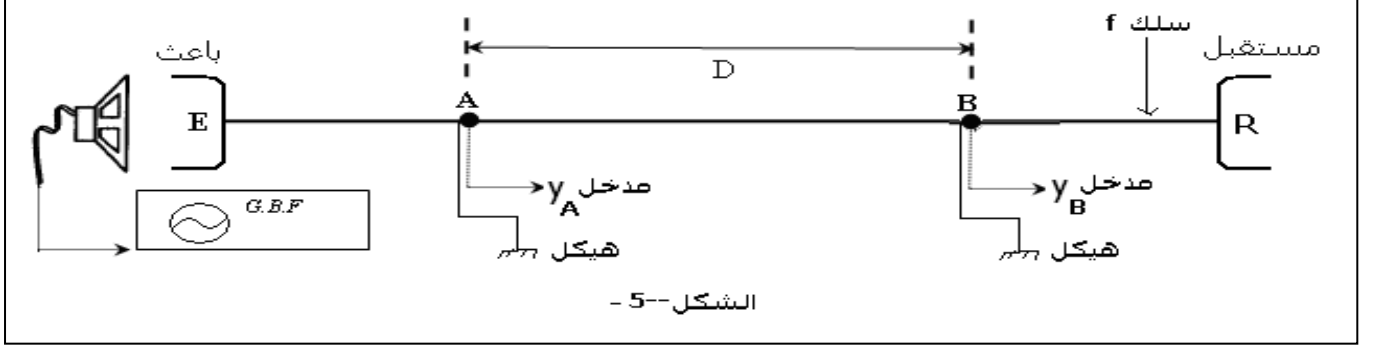 سلك f
باعث
مستقبل
D
A
B
E
R
G.B.F
مدخل yA
مدخل yB
هيكل
هيكل
الشكل--5 -